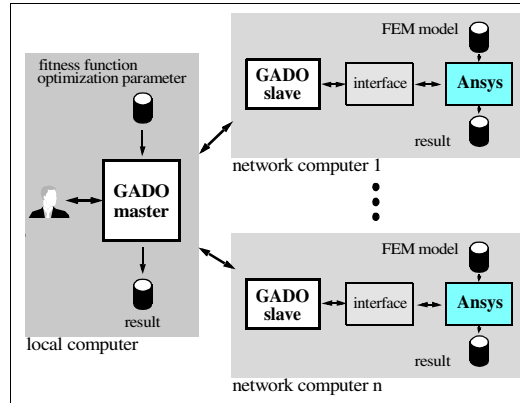 fitness function
optimization parameter
GADO
master
result
local computer
FEM model
GADO
slave
interface
Ansys
result
network computer 1
FEM model
GADO
slave
interface
Ansys
result
network computer n